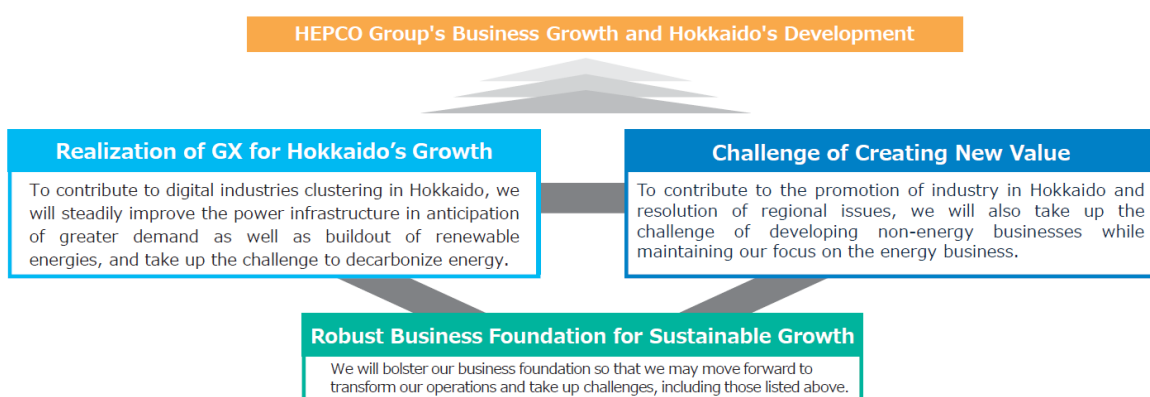 HEPCO Group's Business Growth and Hokkaido's Development
Realization of GX for Hokkaido’s Growth
To contribute to digital industries clustering in Hokkaido, we
will steadily improve the power infrastructure in anticipation
of greater demand as well as buildout of renewable
energies, and take up the challenge to decarbonize energy.
Challenge of Creating New Value
To contribute to the promotion of industry in Hokkaido and
resolution of regional issues, we will also take up the
challenge of developing non-energy businesses while
maintaining our focus on the energy business.
Robust Business Foundation for Sustainable Growth
We will bolster our business foundation so that we may move forward to
transform our operations and take up challenges, including those listed above.